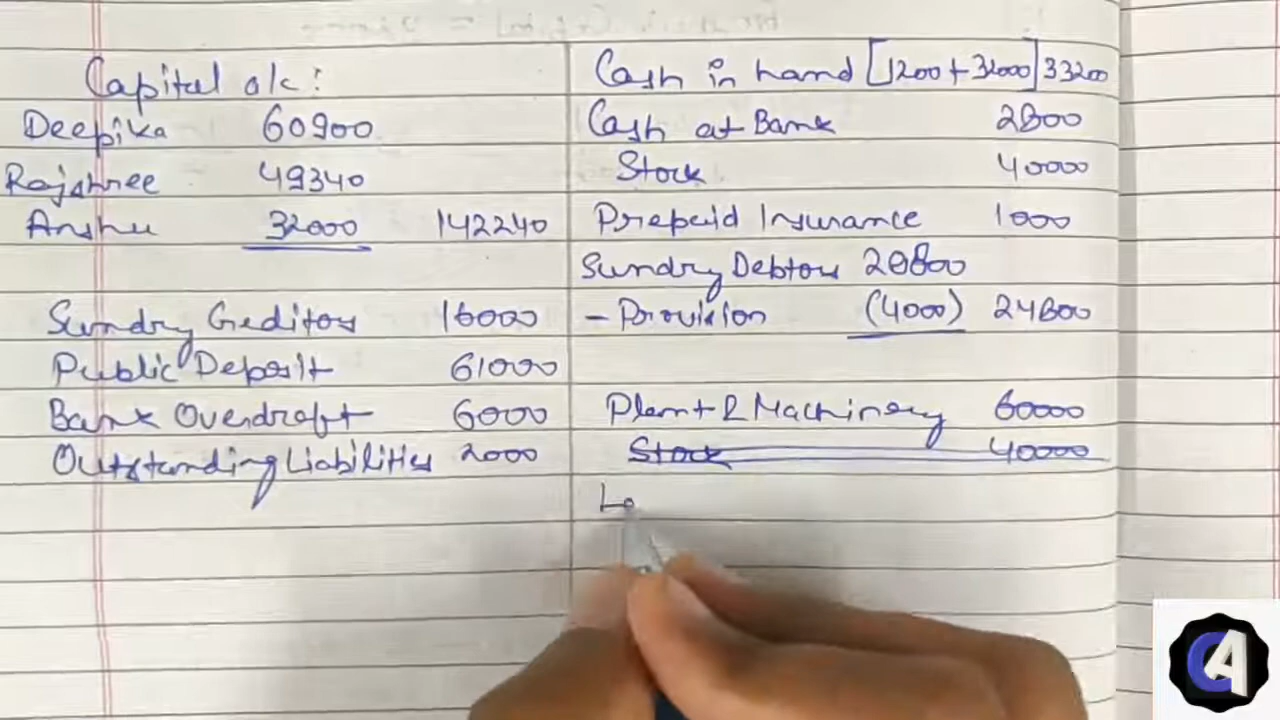 Capital a/c:
Deepika 60900
Rajshree 49340
Anshu 32000 142240
Sundry Creditors 16000
Public Deposit 61000
Bank Overdraft 6000
Outstanding Liabilities 2000
Cash in hand [1200+32000] 33200
Cash at Bank 2800
Stock 40000
Prepaid Insurance 1000
Sundry Debtors 28800
- Provision (4000) 24800
Plant & Machinery 60000
Stock 40000
La
CA